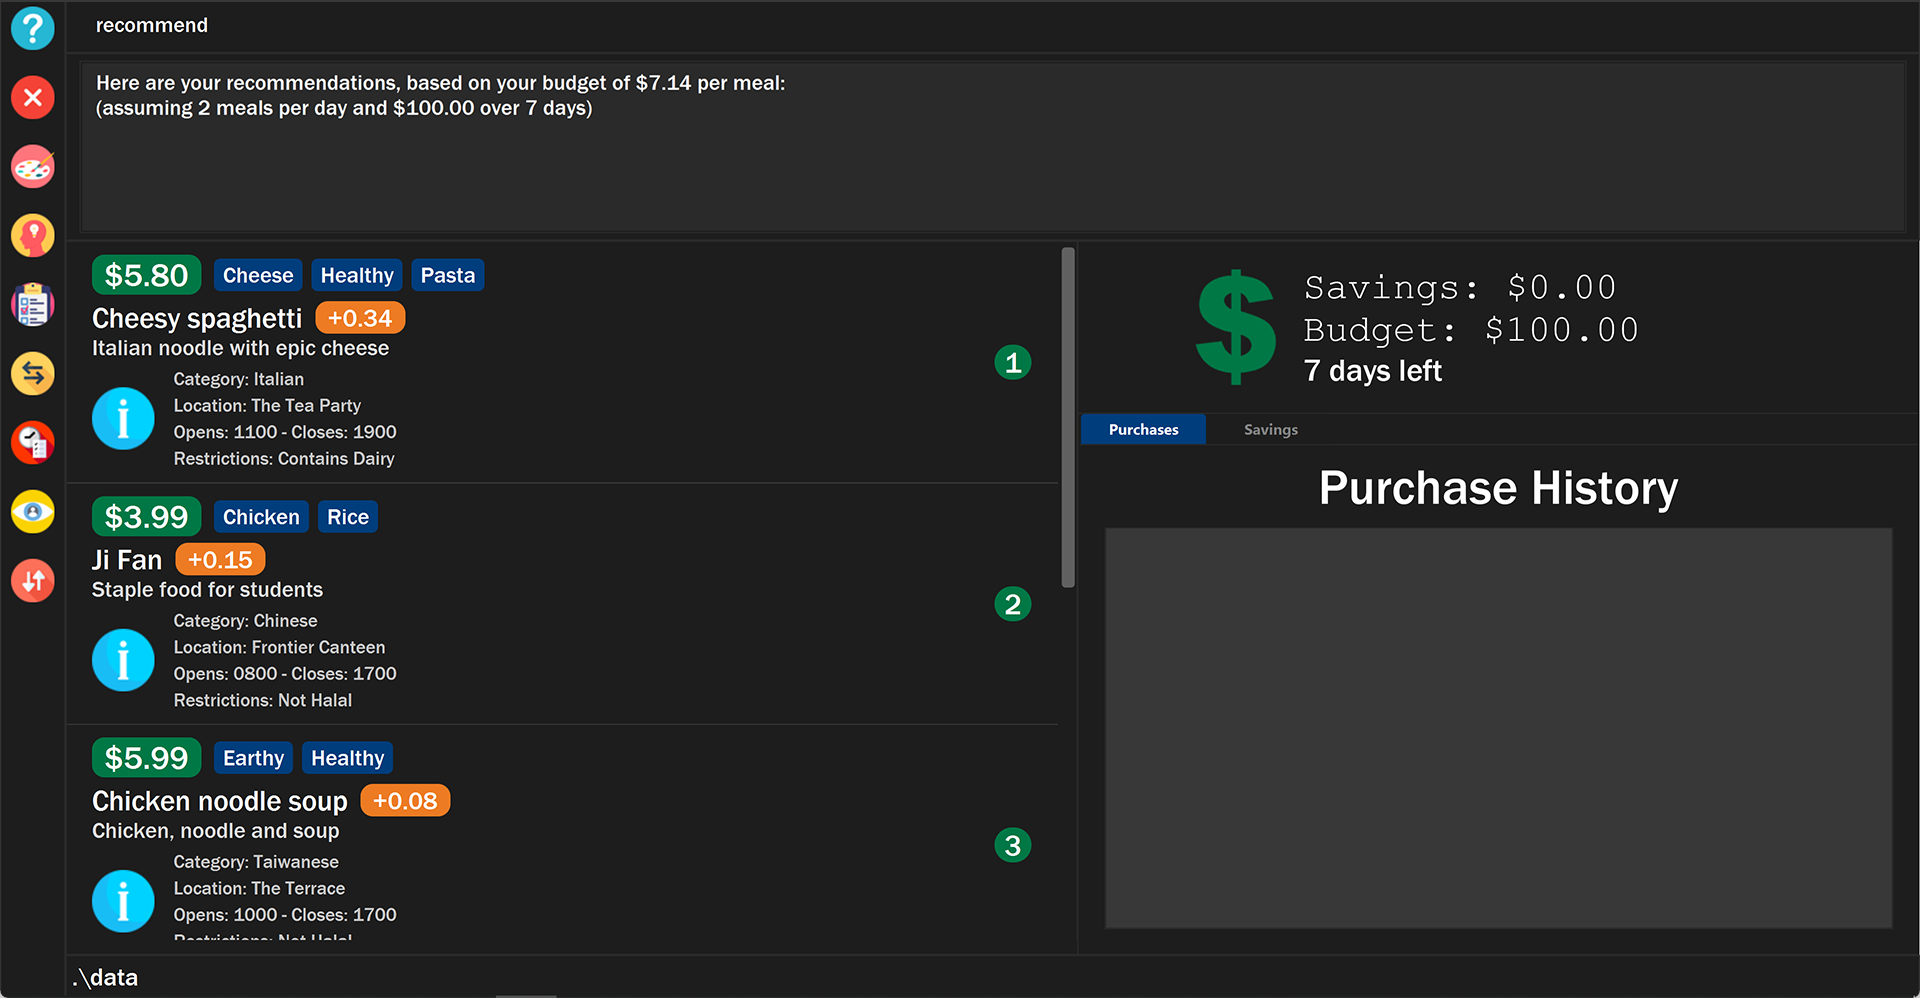 recommend
Here are your recommendations, based on your budget of $7.14 per meal:
(assuming 2 meals per day and $100.00 over 7 days)
$5.80 Cheese Healthy Pasta
Cheesy spaghetti +0.34
Italian noodle with epic cheese
Category: Italian
Location: The Tea Party
Opens: 1100 - Closes: 1900
Restrictions: Contains Dairy
1
$3.99 Chicken Rice
Ji Fan +0.15
Staple food for students
Category: Chinese
Location: Frontier Canteen
Opens: 0800 - Closes: 1700
Restrictions: Not Halal
2
$5.99 Earthy Healthy
Chicken noodle soup +0.08
Chicken, noodle and soup
Category: Taiwanese
Location: The Terrace
Opens: 1000 - Closes: 1700
Restrictions: Not Halal
3
Savings: $0.00
Budget: $100.00
7 days left
Purchases Savings
Purchase History
.\data